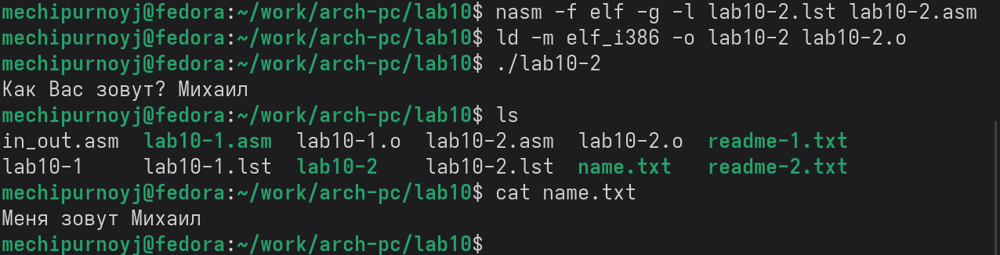 mechipurnoyj@fedora:~/work/arch-pc/lab10$ nasm -f elf -g -l lab10-2.lst lab10-2.asm
mechipurnoyj@fedora:~/work/arch-pc/lab10$ ld -m elf_i386 -o lab10-2 lab10-2.o
mechipurnoyj@fedora:~/work/arch-pc/lab10$ ./lab10-2
Как Вас зовут? Михаил
mechipurnoyj@fedora:~/work/arch-pc/lab10$ ls
in_out.asm  lab10-1.asm  lab10-1.o  lab10-2.asm  lab10-2.o  readme-1.txt
lab10-1     lab10-1.lst  lab10-2    lab10-2.lst  name.txt   readme-2.txt
mechipurnoyj@fedora:~/work/arch-pc/lab10$ cat name.txt
Меня зовут Михаил
mechipurnoyj@fedora:~/work/arch-pc/lab10$